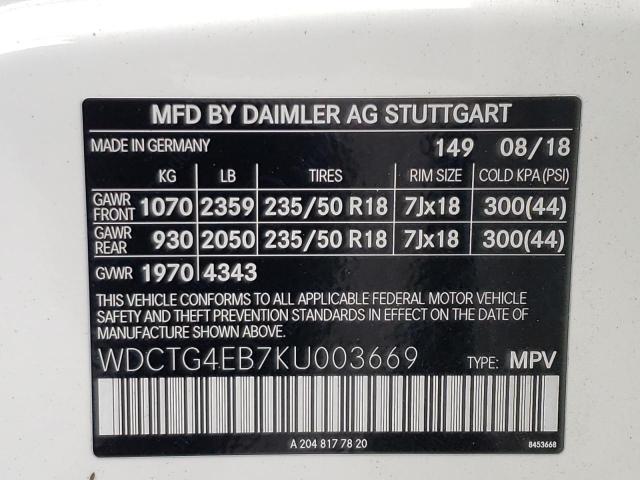 MFD BY DAIMLER AG STUTTGART
MADE IN GERMANY 149 08/18
KG LB TIRES RIM SIZE COLD KPA (PSI)
GAWR FRONT 1070 2359 235/50 R18 7Jx18 300(44)
GAWR REAR 930 2050 235/50 R18 7Jx18 300(44)
GVWR 1970 4343
THIS VEHICLE CONFORMS TO ALL APPLICABLE FEDERAL MOTOR VEHICLE
SAFETY AND THEFT PREVENTION STANDARDS IN EFFECT ON THE DATE
OF MANUFACTURE SHOWN ABOVE.
WDCTG4EB7KU003669 TYPE: MPV
A 204 817 78 20 8453668